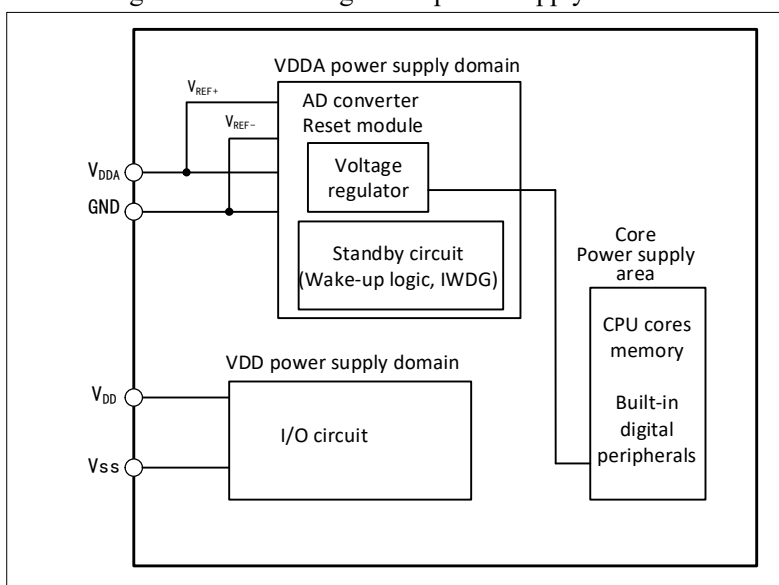 VDDA power supply domain
VREF+
AD converter
Reset module
VREF-
Voltage
regulator
VDDA
GND
Standby circuit
(Wake-up logic, IWDG)
Core
Power supply
area
CPU cores
memory
Built-in
digital
peripherals
VDD power supply domain
VDD
I/O circuit
Vss